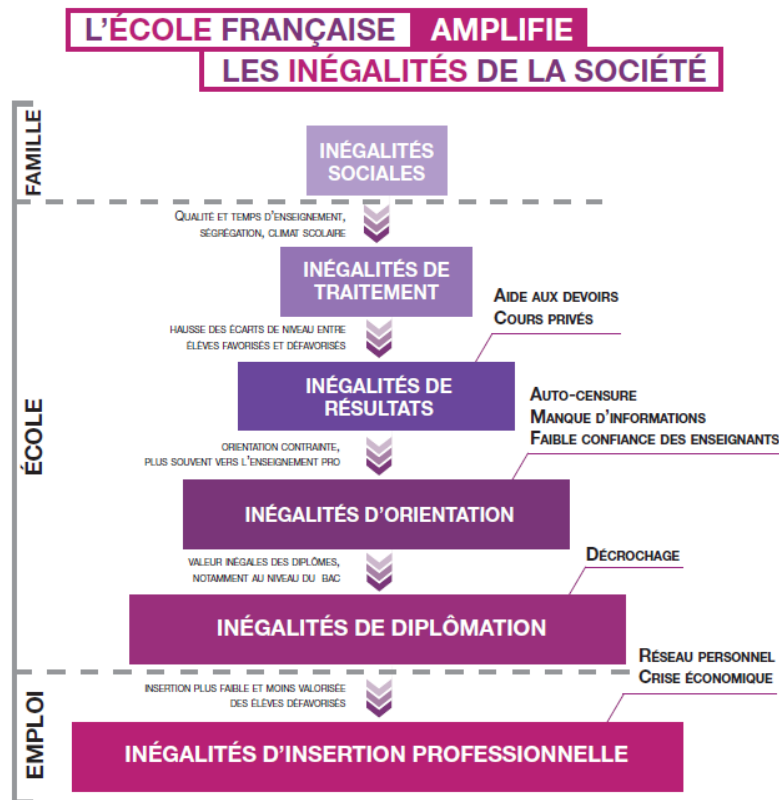 L'ÉCOLE FRANÇAISE AMPLIFIE
LES INÉGALITÉS DE LA SOCIÉTÉ
FAMILLE
INÉGALITÉS
SOCIALES
Qualité et temps d'enseignement,
ségrégation, climat scolaire
ÉCOLE
INÉGALITÉS DE
TRAITEMENT
Aide aux devoirs
Cours privés
hausse des écarts de niveau entre
élèves favorisés et défavorisés
INÉGALITÉS DE
RÉSULTATS
Auto-censure
Manque d'informations
Faible confiance des enseignants
orientation contrainte,
plus souvent vers l'enseignement pro
INÉGALITÉS D'ORIENTATION
Décrochage
valeur inégales des diplômes,
notamment au niveau du bac
INÉGALITÉS DE DIPLÔMATION
Réseau personnel
Crise économique
EMPLOI
insertion plus faible et moins valorisée
des élèves défavorisés
INÉGALITÉS D'INSERTION PROFESSIONNELLE